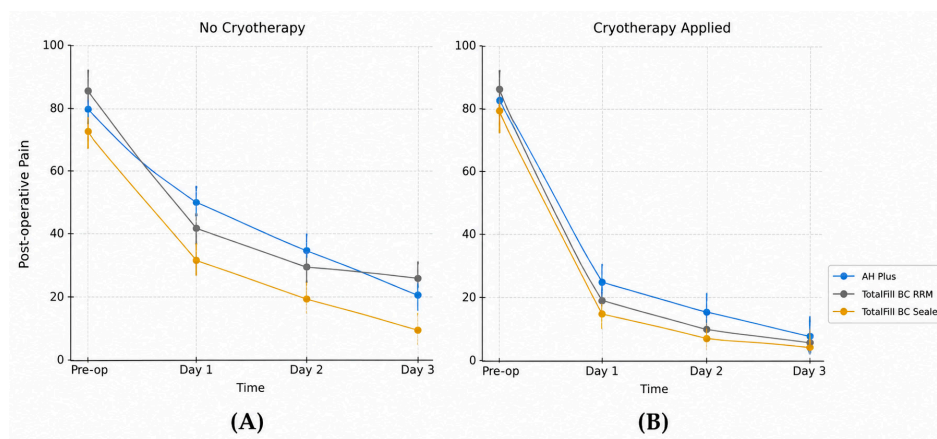 No Cryotherapy
100
80
60
40
20
0
Post-operative Pain
Pre-op Day 1 Day 2 Day 3
Time
(A)
Cryotherapy Applied
100
80
60
40
20
0
Pre-op Day 1 Day 2 Day 3
Time
(B)
AH Plus
TotalFill BC RRM
TotalFill BC Seale